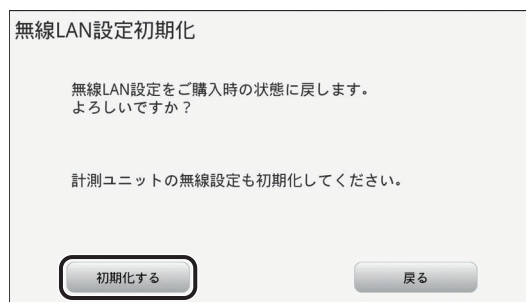 無線LAN設定初期化
無線LAN設定をご購入時の状態に戻します。
よろしいですか？
計測ユニットの無線設定も初期化してください。
初期化する
戻る